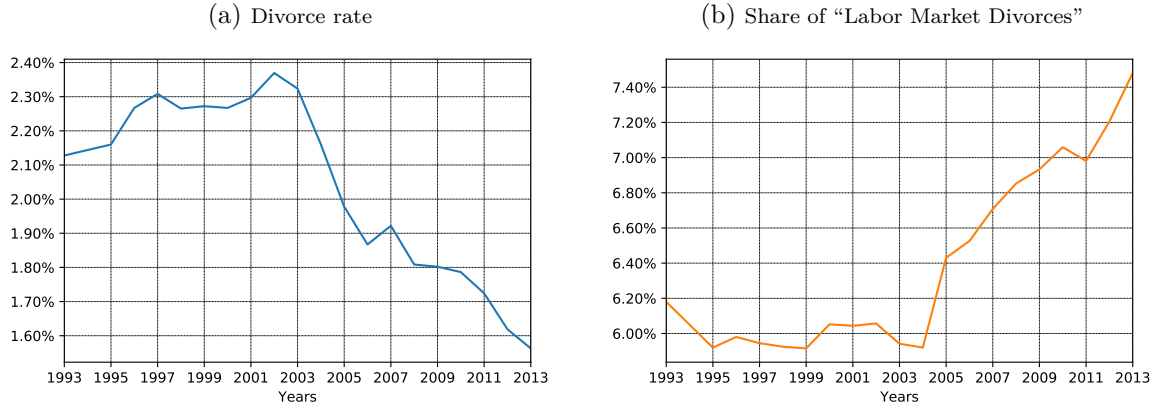 (a) Divorce rate
2.40%
2.30%
2.20%
2.10%
2.00%
1.90%
1.80%
1.70%
1.60%
1993 1995 1997 1999 2001 2003 2005 2007 2009 2011 2013
Years
(b) Share of “Labor Market Divorces”
7.40%
7.20%
7.00%
6.80%
6.60%
6.40%
6.20%
6.00%
1993 1995 1997 1999 2001 2003 2005 2007 2009 2011 2013
Years